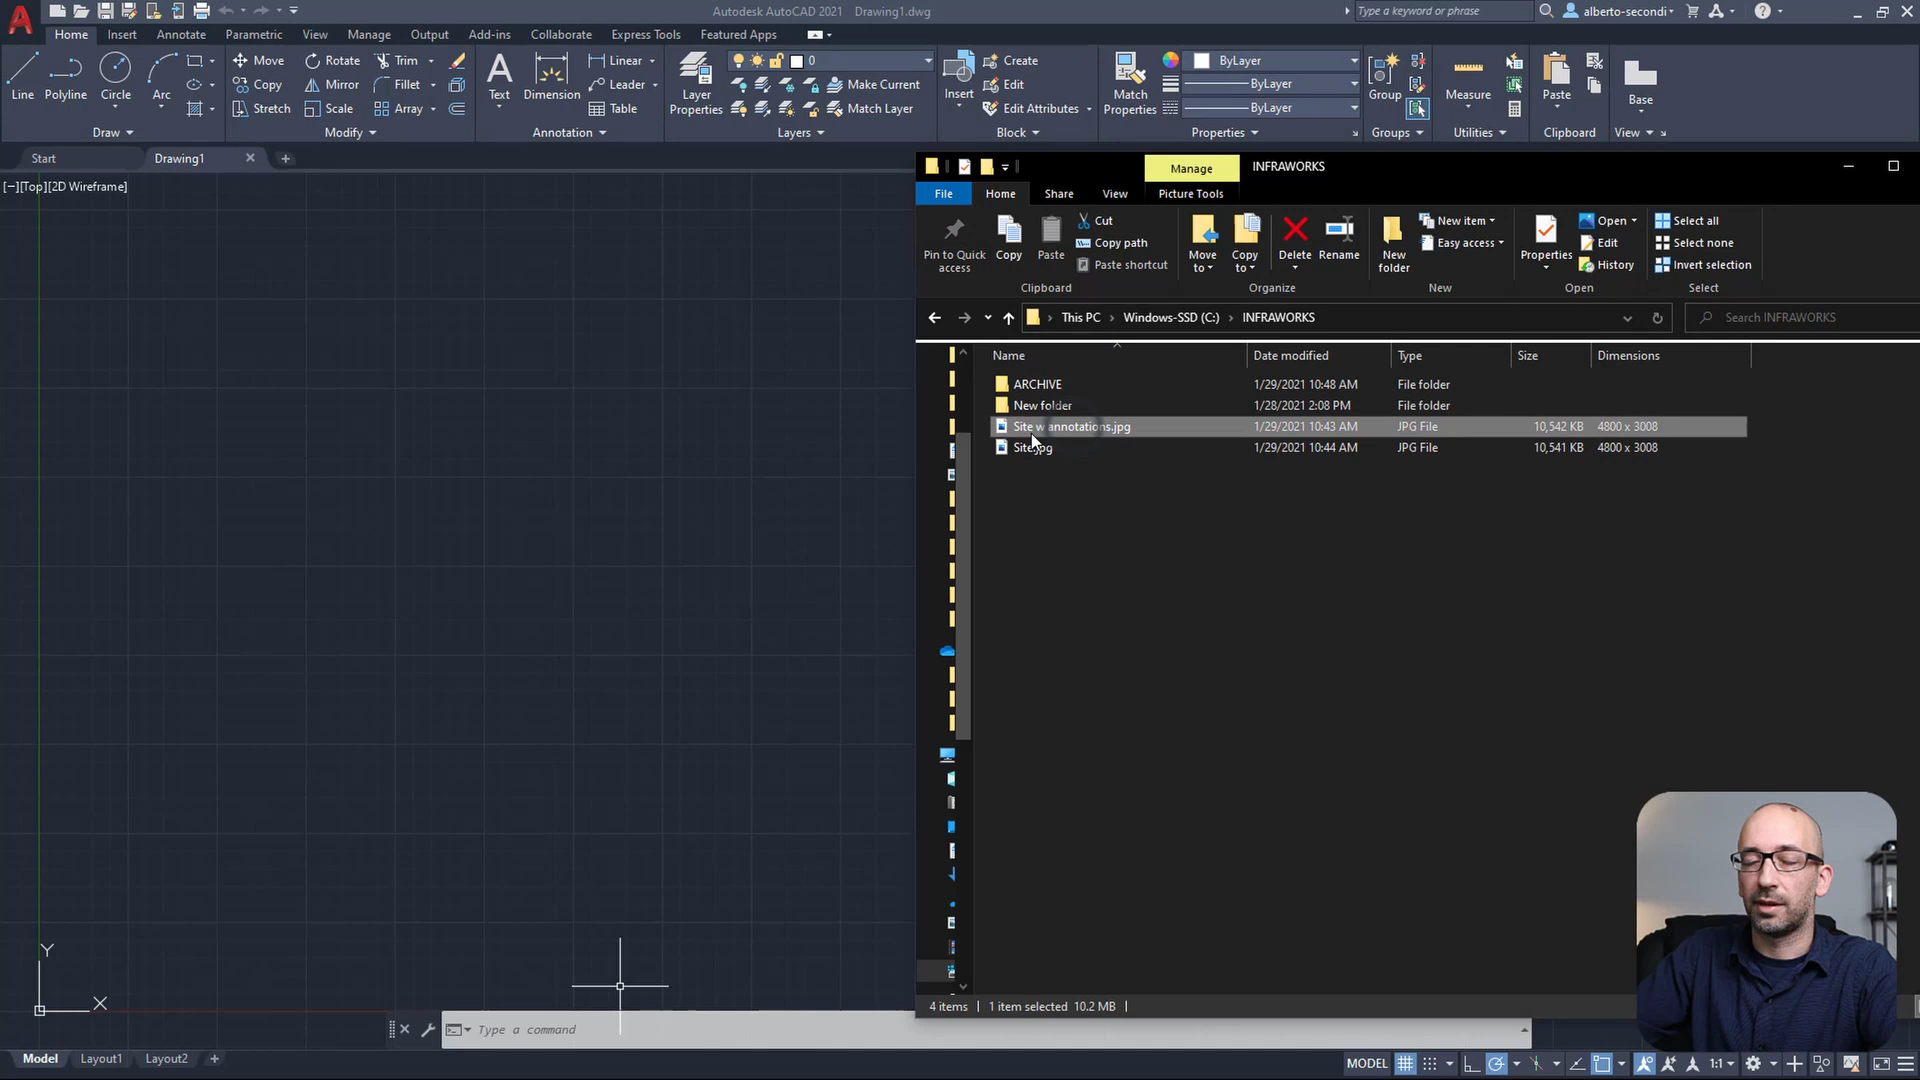 Autodesk AutoCAD 2021 Drawing1.dwg
Type a keyword or phrase
alberto-secondi
Home Insert Annotate Parametric View Manage Output Add-ins Collaborate Express Tools Featured Apps
Line Polyline Circle Arc
Move Rotate Trim
Copy Mirror Fillet
Stretch Scale Array
Text Dimension
Linear
Leader
Table
Layer Properties
0
Make Current
Match Layer
Insert
Create
Edit
Edit Attributes
Match Properties
ByLayer
ByLayer
ByLayer
Group
Measure
Paste
Base
Draw Modify Annotation Layers Block Properties Groups Utilities Clipboard View
Start Drawing1
[−][Top][2D Wireframe]
Manage INFRAWORKS
File Home Share View Picture Tools
Pin to Quick access
Copy
Paste
Cut
Copy path
Paste shortcut
Move to
Copy to
Delete
Rename
New folder
New item
Easy access
Properties
Open
Edit
History
Select all
Select none
Invert selection
Clipboard Organize New Open Select
This PC › Windows-SSD (C:) › INFRAWORKS
Search INFRAWORKS
Name Date modified Type Size Dimensions
ARCHIVE 1/29/2021 10:48 AM File folder
New folder 1/28/2021 2:08 PM File folder
Site w annotations.jpg 1/29/2021 10:43 AM JPG File 10,542 KB 4800 x 3008
Site.jpg 1/29/2021 10:44 AM JPG File 10,541 KB 4800 x 3008
Y
X
4 items 1 item selected 10.2 MB
Type a command
Model Layout1 Layout2
MODEL 1:1